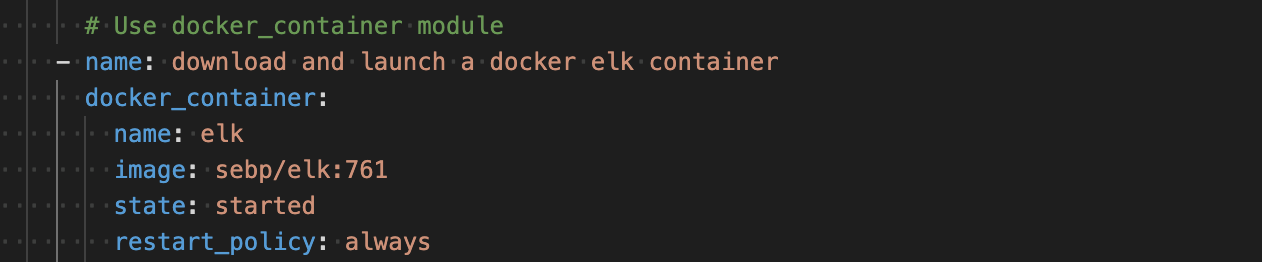 # Use docker_container module
- name: download and launch a docker elk container
docker_container:
name: elk
image: sebp/elk:761
state: started
restart_policy: always